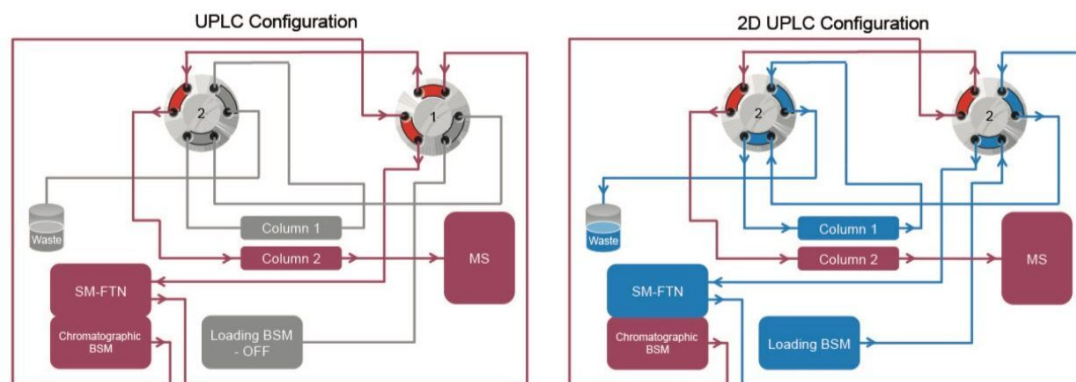 UPLC Configuration
2
1
Waste
Column 1
Column 2
MS
SM-FTN
Chromatographic
BSM
Loading BSM
- OFF
2D UPLC Configuration
2
2
Waste
Column 1
Column 2
MS
SM-FTN
Chromatographic
BSM
Loading BSM